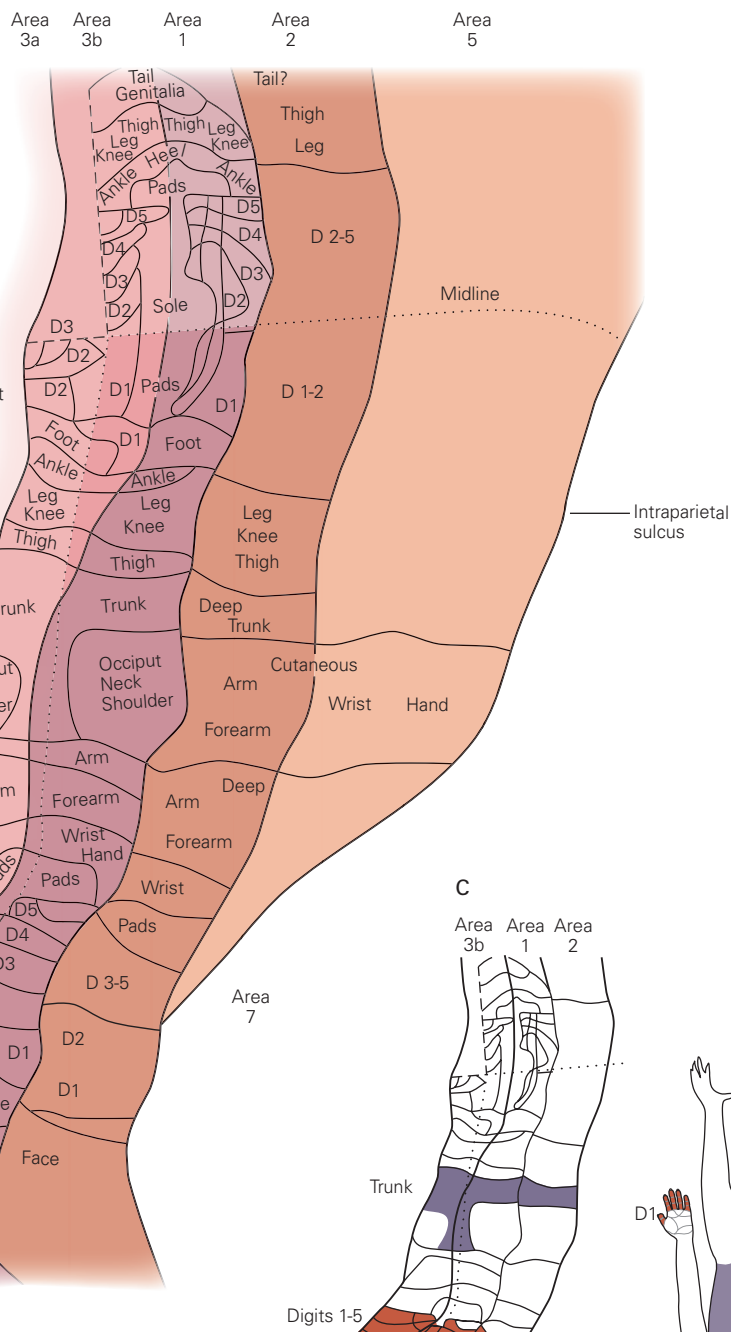 Area Area Area Area Area
3a 3b 1 2 5
Tail Tail?
Genitalia
Thigh Thigh Leg Thigh
Leg Knee
Knee Leg
Heel
Ankle Ankle
Pads
D5 D5
D4 D4 D 2-5
D3 D3
D2 Sole D2 Midline
D3
D2
D2 D1 Pads D1 D 1-2
Foot D1 Foot
Ankle Ankle
Leg Leg Leg Intraparietal
Knee Knee Knee sulcus
Thigh Thigh Thigh
Trunk Deep
Trunk
Occiput Cutaneous
Neck Arm
Shoulder Wrist Hand
Forearm
Arm
Deep
Forearm Arm
Wrist Forearm
Hand
Pads Wrist
D5 Pads
D4
D3 D 3-5
Area
7
D1 D2
D1
Face
C
Area Area Area
3b 1 2
Trunk
D1
Digits 1-5